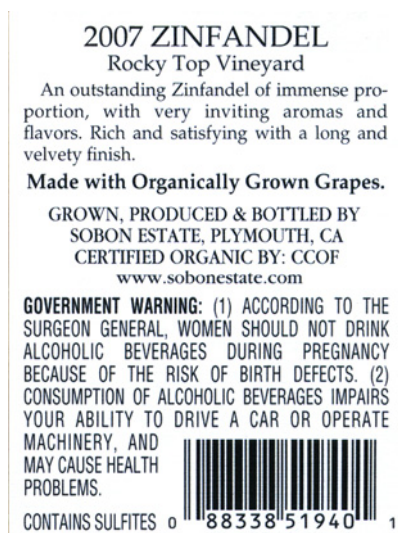 2007 ZINFANDEL
Rocky Top Vineyard
An outstanding Zinfandel of immense pro-
portion, with very inviting aromas and
flavors. Rich and satisfying with a long and
velvety finish.
Made with Organically Grown Grapes.
GROWN, PRODUCED & BOTTLED BY
SOBON ESTATE, PLYMOUTH, CA
CERTIFIED ORGANIC BY: CCOF
www.sobonestate.com
GOVERNMENT WARNING: (1) ACCORDING TO THE
SURGEON GENERAL, WOMEN SHOULD NOT DRINK
ALCOHOLIC BEVERAGES DURING PREGNANCY
BECAUSE OF THE RISK OF BIRTH DEFECTS. (2)
CONSUMPTION OF ALCOHOLIC BEVERAGES IMPAIRS
YOUR ABILITY TO DRIVE A CAR OR OPERATE
MACHINERY, AND
MAY CAUSE HEALTH
PROBLEMS.
CONTAINS SULFITES 0 88338 51940 1